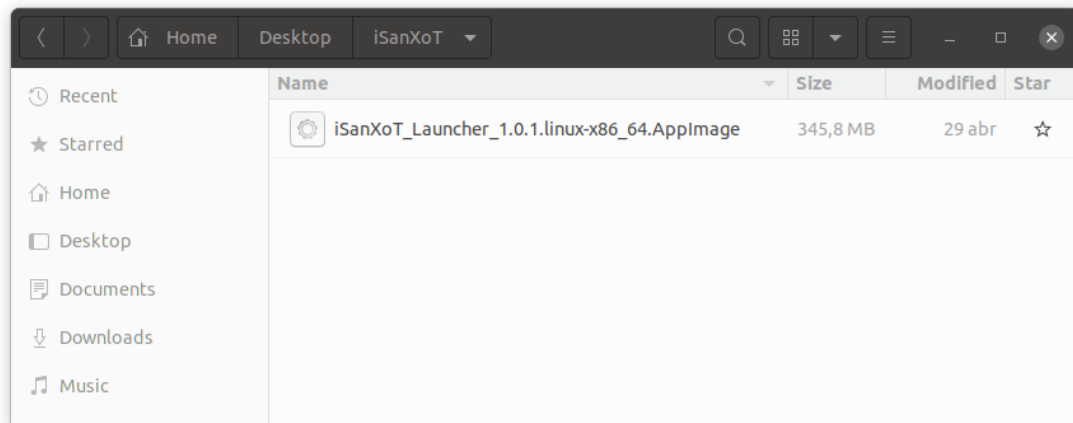 Home Desktop iSanXoT
Recent
Starred
Home
Desktop
Documents
Downloads
Music
Name Size Modified Star
iSanXoT_Launcher_1.0.1.linux-x86_64.AppImage 345,8 MB 29 abr